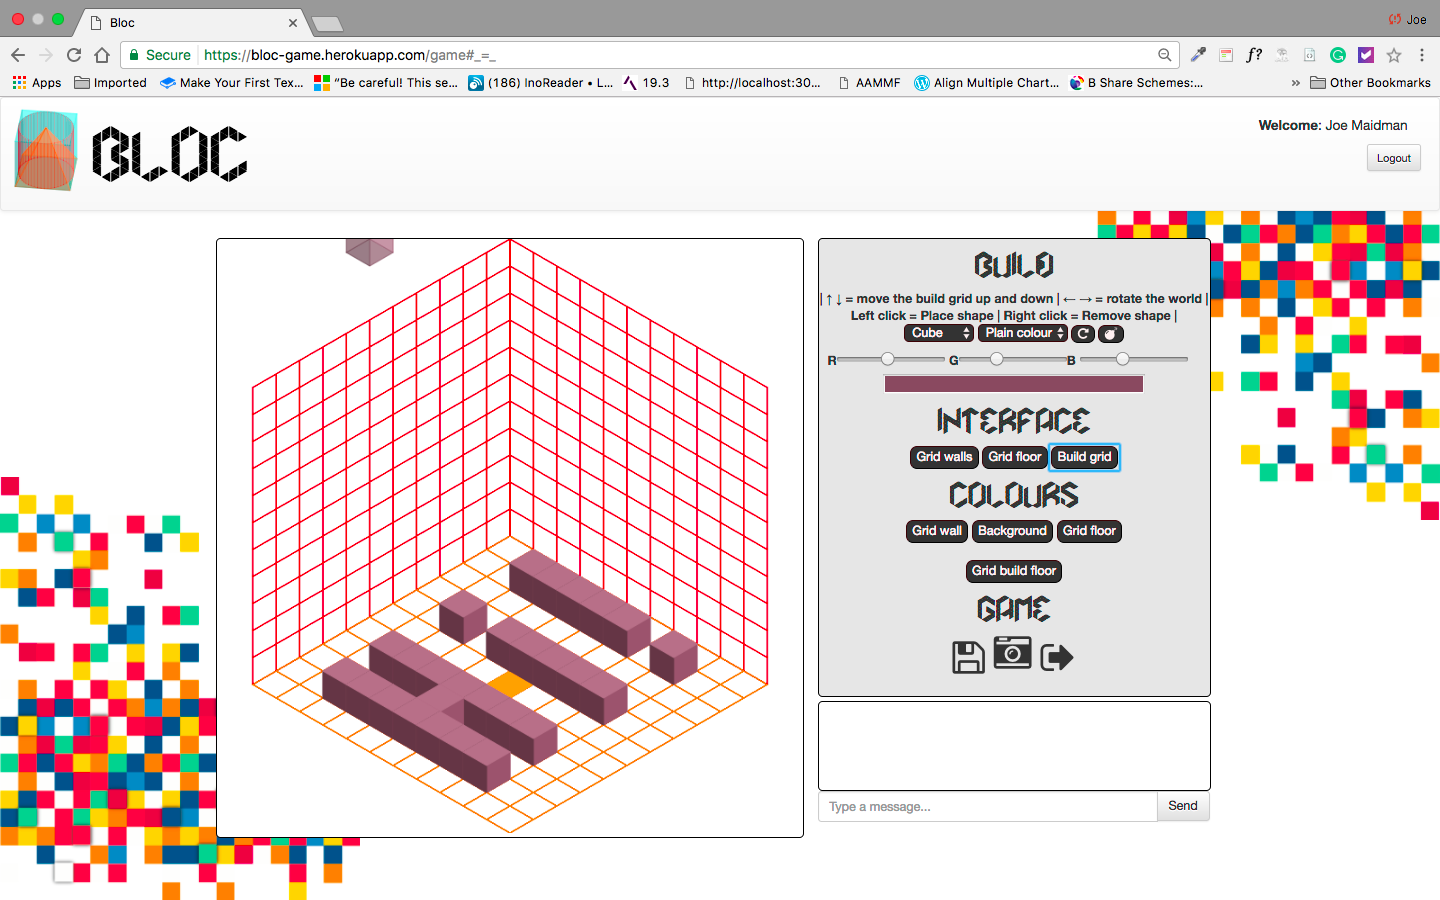 Bloc
Joe
Secure https://bloc-game.herokuapp.com/game#_=_
f?
Apps Imported Make Your First Tex... "Be careful! This se... (186) InoReader • L... 19.3 http://localhost:30... AAMMF Align Multiple Chart... B Share Schemes:... » Other Bookmarks
BLOC
Welcome: Joe Maidman
Logout
BUILD
| ↑ ↓ = move the build grid up and down | ← → = rotate the world |
Left click = Place shape | Right click = Remove shape |
Cube Plain colour
R G B
INTERFACE
Grid walls Grid floor Build grid
COLOURS
Grid wall Background Grid floor
Grid build floor
GAME
Hi!
Type a message... Send